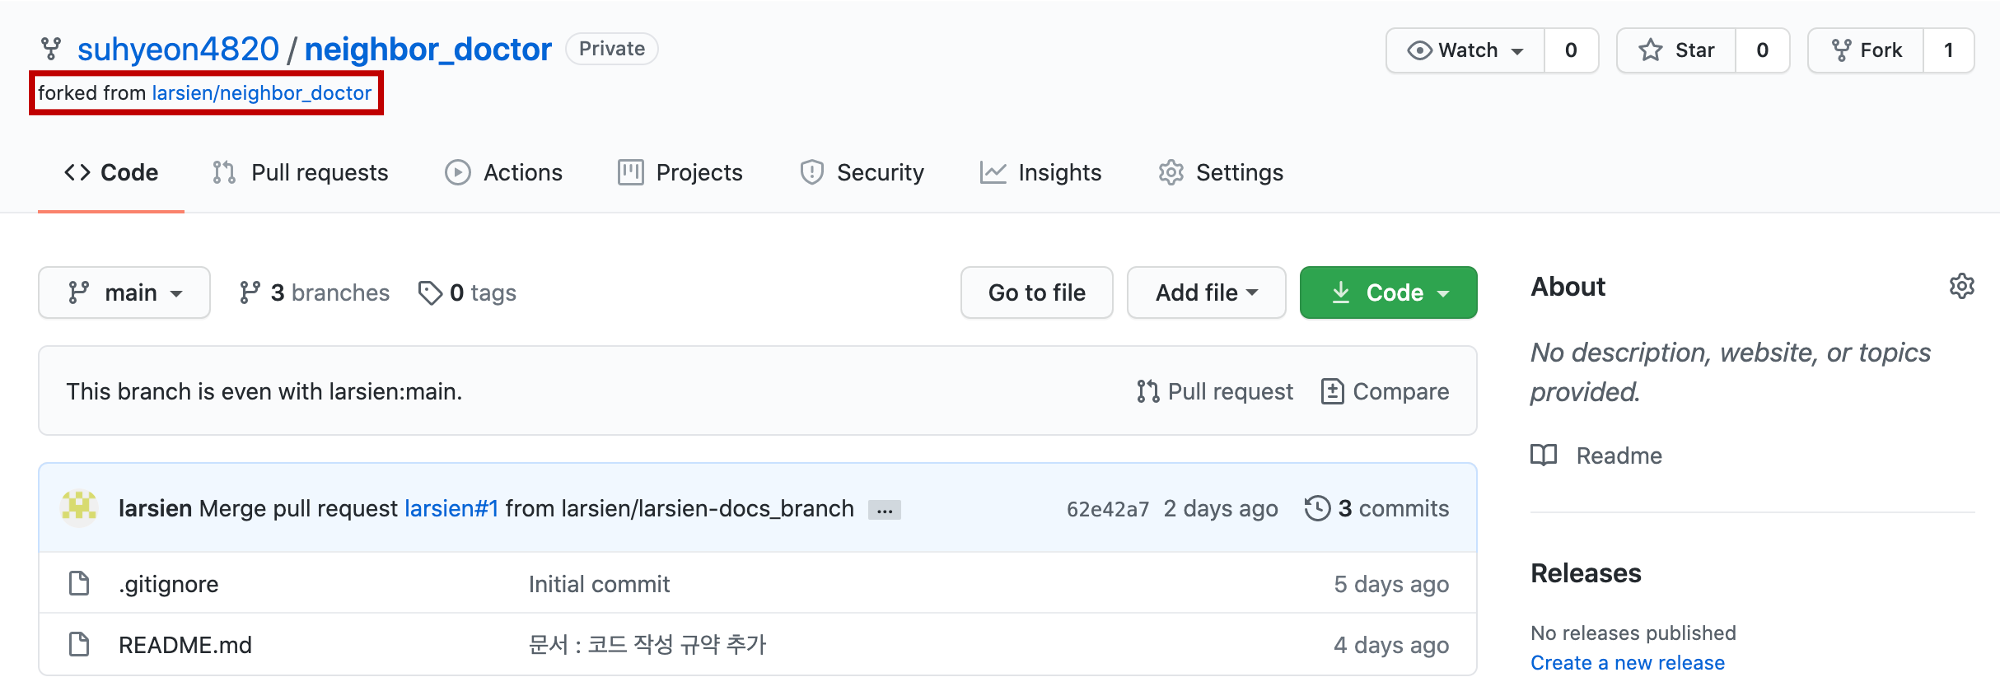 suhyeon4820 / neighbor_doctor Private
Watch 0 Star 0 Fork 1
forked from larsien/neighbor_doctor
Code Pull requests Actions Projects Security Insights Settings
main 3 branches 0 tags Go to file Add file Code
This branch is even with larsien:main. Pull request Compare
larsien Merge pull request larsien#1 from larsien/larsien-docs_branch ... 62e42a7 2 days ago 3 commits
.gitignore Initial commit 5 days ago
README.md 문서 : 코드 작성 규약 추가 4 days ago
About
No description, website, or topics
provided.
Readme
Releases
No releases published
Create a new release